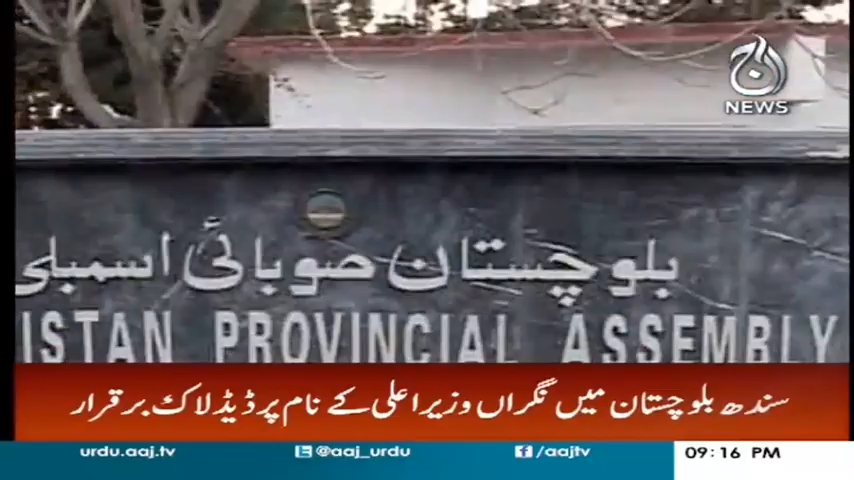 آج
NEWS
بلوچستان صوبائی اسمبلی
ISTAN PROVINCIAL ASSEMBLY
سندھ بلوچستان میں نگراں وزیراعلی کے نام پر ڈیڈلاک برقرار
urdu.aaj.tv @aaj_urdu f/aajtv 09:16 PM